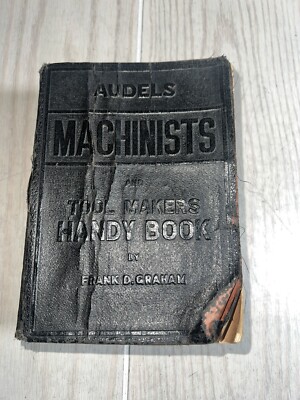 AUDELS
MACHINISTS
AND
TOOL MAKERS
HANDY BOOK
BY
FRANK D. GRAHAM